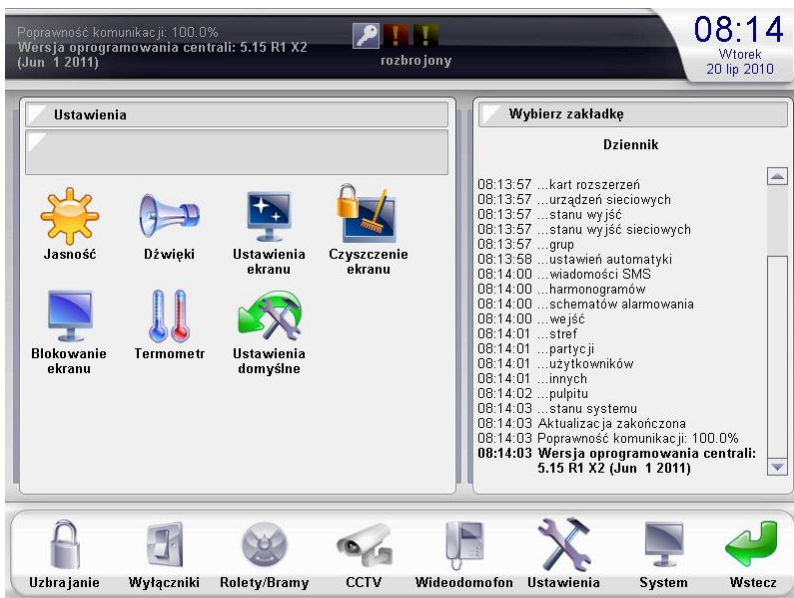 Poprawność komunikacji: 100.0%
Wersja oprogramowania centrali: 5.15 R1 X2
(Jun 1 2011)
rozbrojony
08:14
Wtorek
20 lip 2010
Ustawienia
Jasność
Dźwięki
Ustawienia
ekranu
Czyszczenie
ekranu
Blokowanie
ekranu
Termometr
Ustawienia
domyślne
Wybierz zakładkę
Dziennik
08:13:57 ...kart rozszerzeń
08:13:57 ...urządzeń sieciowych
08:13:57 ...stanu wyjść
08:13:57 ...stanu wyjść sieciowych
08:13:57 ...grup
08:13:58 ...ustawień automatyki
08:14:00 ...wiadomości SMS
08:14:00 ...harmonogramów
08:14:00 ...schematów alarmowania
08:14:00 ...wejść
08:14:01 ...stref
08:14:01 ...partycji
08:14:01 ...użytkowników
08:14:01 ...innych
08:14:02 ...pulpitu
08:14:03 ...stanu systemu
08:14:03 Aktualizacja zakończona
08:14:03 Poprawność komunikacji: 100.0%
08:14:03 Wersja oprogramowania centrali:
5.15 R1 X2 (Jun 1 2011)
Uzbrajanie
Wyłączniki
Rolety/Bramy
CCTV
Wideodomofon
Ustawienia
System
Wstecz